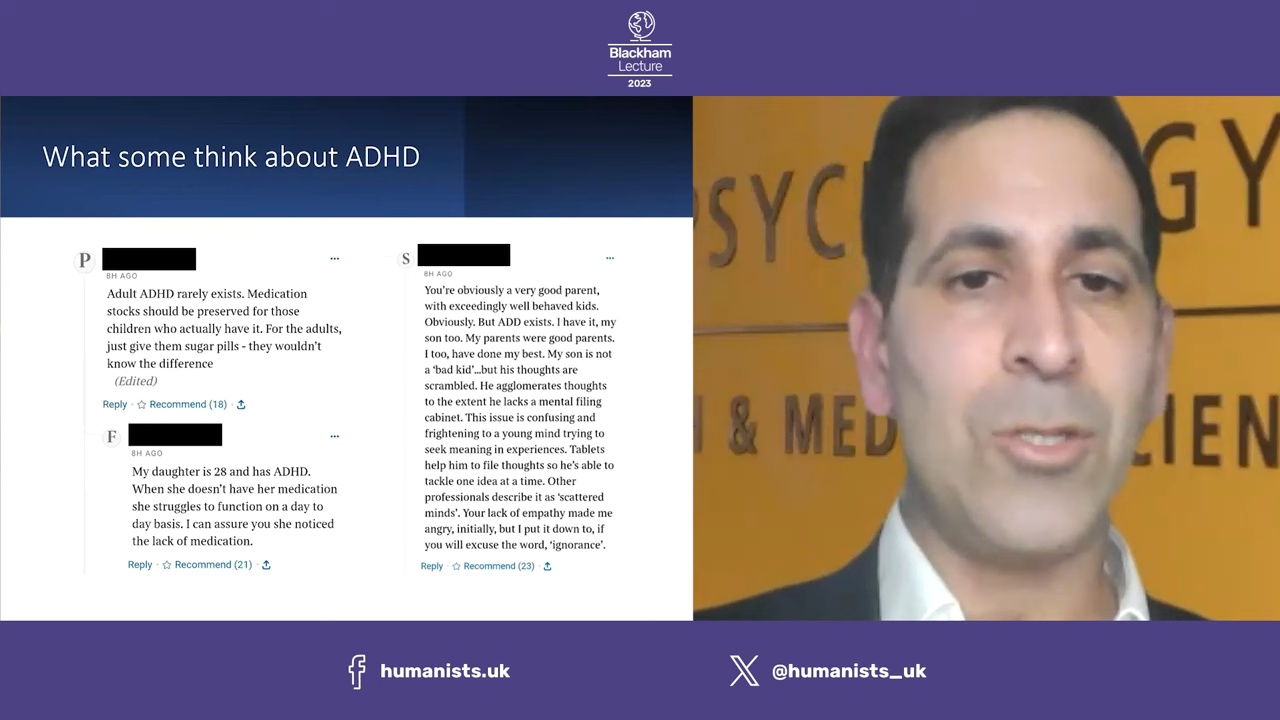 Blackham
Lecture
2023
What some think about ADHD
P
8H AGO
Adult ADHD rarely exists. Medication
stocks should be preserved for those
children who actually have it. For the adults,
just give them sugar pills - they wouldn't
know the difference
(Edited)
Reply · Recommend (18) ·
F
8H AGO
My daughter is 28 and has ADHD.
When she doesn't have her medication
she struggles to function on a day to
day basis. I can assure you she noticed
the lack of medication.
Reply · Recommend (21) ·
S
8H AGO
You're obviously a very good parent,
with exceedingly well behaved kids.
Obviously. But ADD exists. I have it, my
son too. My parents were good parents.
I too, have done my best. My son is not
a 'bad kid'...but his thoughts are
scrambled. He agglomerates thoughts
to the extent he lacks a mental filing
cabinet. This issue is confusing and
frightening to a young mind trying to
seek meaning in experiences. Tablets
help him to file thoughts so he's able to
tackle one idea at a time. Other
professionals describe it as 'scattered
minds'. Your lack of empathy made me
angry, initially, but I put it down to, if
you will excuse the word, 'ignorance'.
Reply · Recommend (23) ·
PSYC GY
& MED CIEN
humanists.uk
@humanists_uk